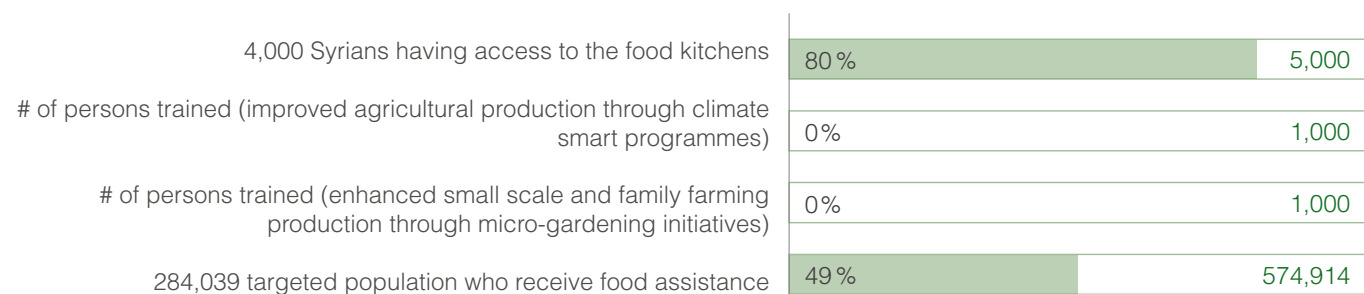 4,000 Syrians having access to the food kitchens
80%
5,000
# of persons trained (improved agricultural production through climate
smart programmes)
0%
1,000
# of persons trained (enhanced small scale and family farming
production through micro-gardening initiatives)
0%
1,000
284,039 targeted population who receive food assistance
49%
574,914